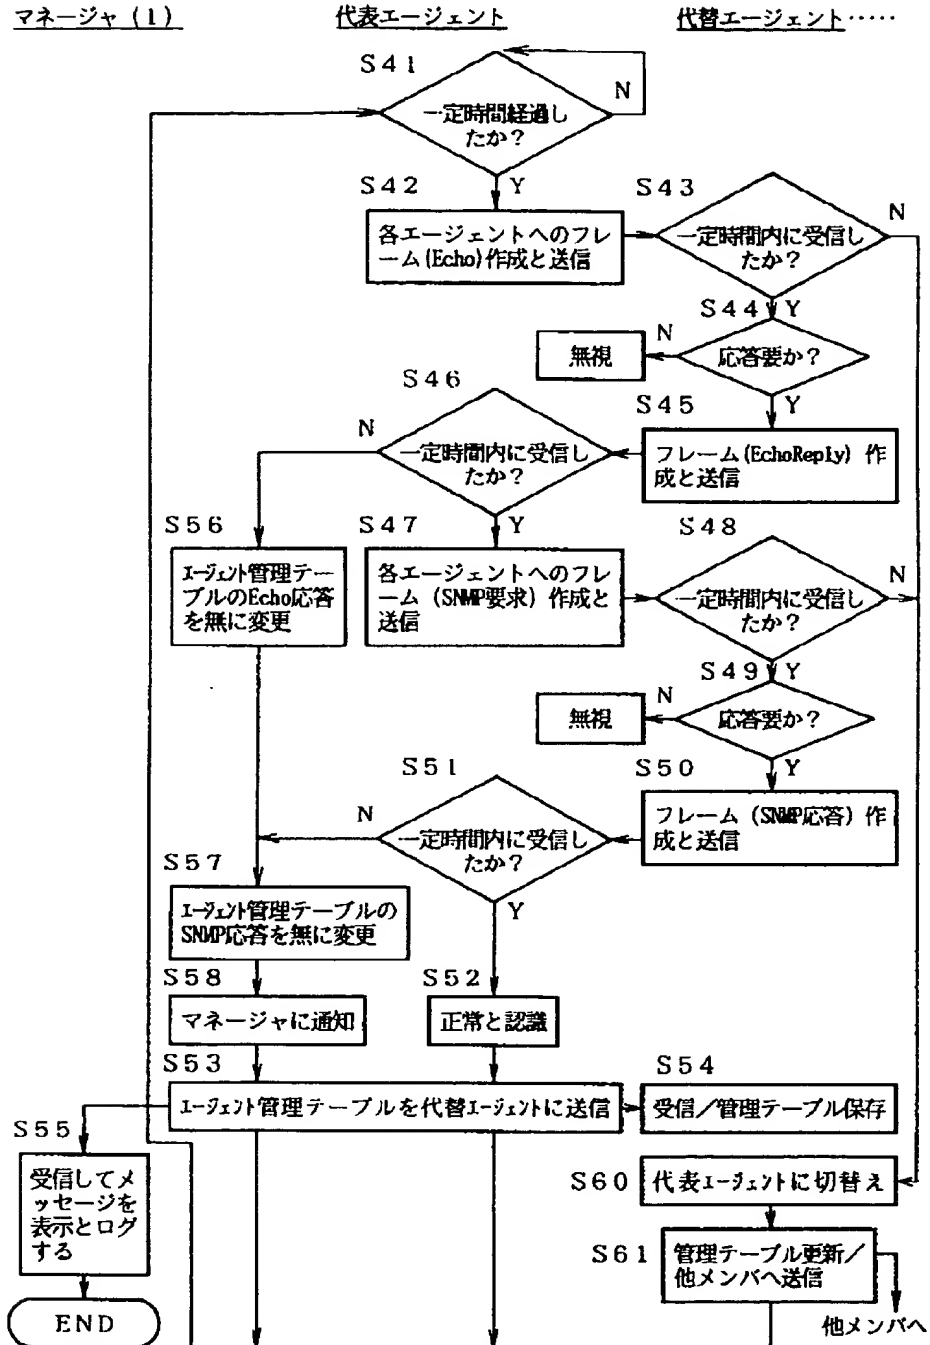 マネージャ (1)
代表エージェント
代替エージェント·····
S41
一定時間経過し
たか?
N
Y
S42
各エージェントへのフレ
ーム(Echo)作成と送信
S43
一定時間内に受信し
たか?
N
Y
S44
応答要か?
N
無視
Y
S45
フレーム(EchoReply) 作
成と送信
S46
一定時間内に受信し
たか?
N
Y
S56
エージェント管理テー
ブルのEcho応答
を無に変更
S47
各エージェントへのフレ
ーム (SNMP要求) 作成と
送信
S48
一定時間内に受信し
たか?
N
Y
S49
応答要か?
N
無視
Y
S50
フレーム (SNMP応答) 作
成と送信
S51
一定時間内に受信し
たか?
N
Y
S57
エージェント管理テーブルの
SNMP応答を無に変更
S58
マネージャに通知
S52
正常と認識
S53
エージェント管理テーブルを代替エージェントに送信
S54
受信/管理テーブル保存
S55
受信してメ
ッセージを
表示とログ
する
END
S60
代表エージェントに切替え
S61
管理テーブル更新/
他メンバへ送信
他メンバへ